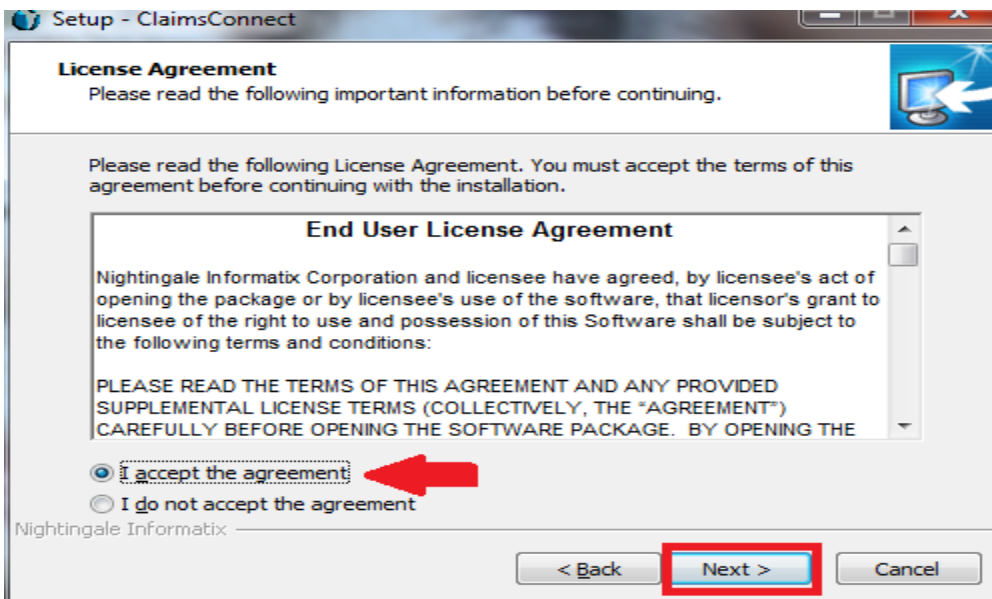 Setup - ClaimsConnect
License Agreement
Please read the following important information before continuing.
Please read the following License Agreement. You must accept the terms of this
agreement before continuing with the installation.
End User License Agreement
Nightingale Informatix Corporation and licensee have agreed, by licensee's act of
opening the package or by licensee's use of the software, that licensor's grant to
licensee of the right to use and possession of this Software shall be subject to
the following terms and conditions:
PLEASE READ THE TERMS OF THIS AGREEMENT AND ANY PROVIDED
SUPPLEMENTAL LICENSE TERMS (COLLECTIVELY, THE “AGREEMENT”)
CAREFULLY BEFORE OPENING THE SOFTWARE PACKAGE.  BY OPENING THE
I accept the agreement
I do not accept the agreement
Nightingale Informatix
< Back
Next >
Cancel